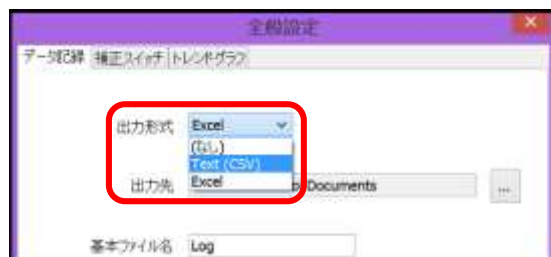 全般設定
データ記録 補正スイッチ トレンドグラフ
出力形式 Excel
(なし)
Text (CSV)
出力先 Excel Documents ...
基本ファイル名 Log